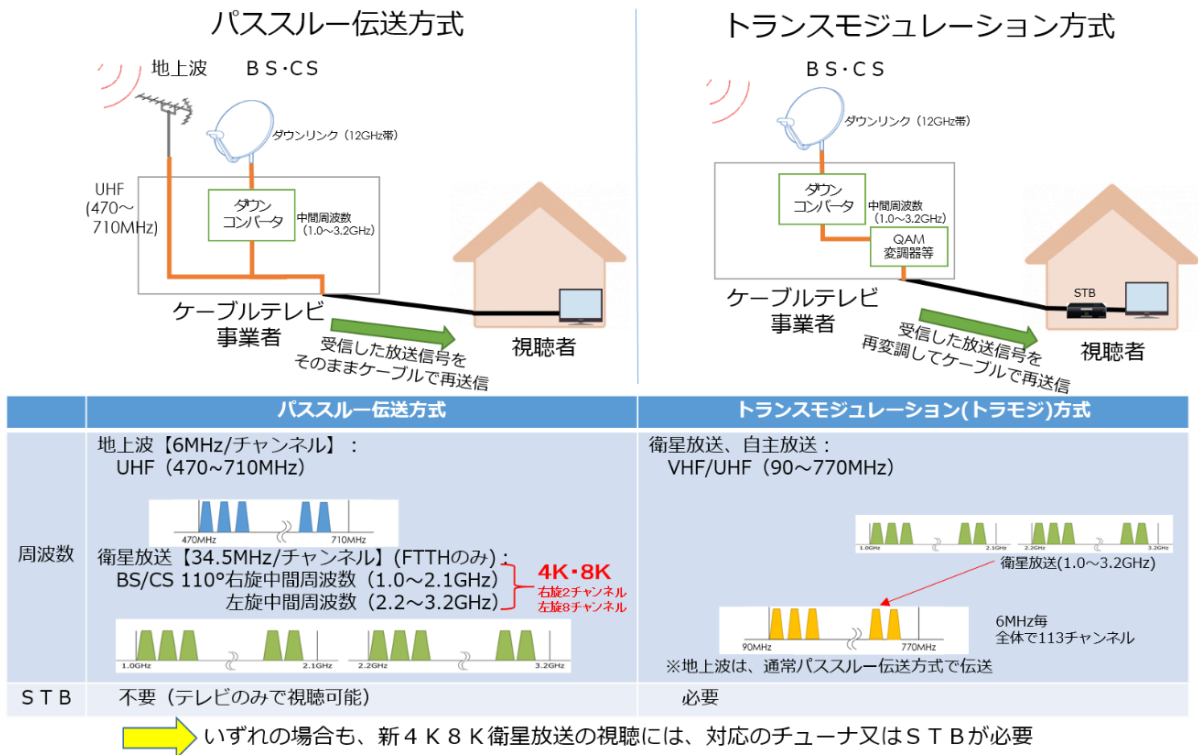 パススルー伝送方式
地上波
ＢＳ･ＣＳ
ダウンリンク（12GHz帯）
UHF
(470～
710MHz)
ダウン
コンバータ
中間周波数
（1.0～3.2GHz）
ケーブルテレビ
事業者
受信した放送信号を
そのままケーブルで再送信
視聴者
トランスモジュレーション方式
ＢＳ･ＣＳ
ダウンリンク（12GHz帯）
ダウン
コンバータ
中間周波数
（1.0～3.2GHz）
QAM
変調器等
ケーブルテレビ
事業者
受信した放送信号を
再変調してケーブルで再送信
STB
視聴者
パススルー伝送方式
トランスモジュレーション(トラモジ)方式
周波数
地上波【6MHz/チャンネル】：
UHF（470~710MHz）
470MHz
710MHz
衛星放送【34.5MHz/チャンネル】(FTTHのみ)：
BS/CS 110°右旋中間周波数（1.0～2.1GHz）
左旋中間周波数（2.2～3.2GHz）
4K・8K
右旋2チャンネル
左旋8チャンネル
1.0GHz
2.1GHz
2.2GHz
3.2GHz
衛星放送、自主放送：
VHF/UHF（90～770MHz）
1.0GHz
2.1GHz
2.2GHz
3.2GHz
衛星放送(1.0～3.2GHz)
90MHz
770MHz
6MHz毎
全体で113チャンネル
※地上波は、通常パススルー伝送方式で伝送
ＳＴＢ
不要（テレビのみで視聴可能）
必要
いずれの場合も、新４Ｋ８Ｋ衛星放送の視聴には、対応のチューナ又はＳＴＢが必要